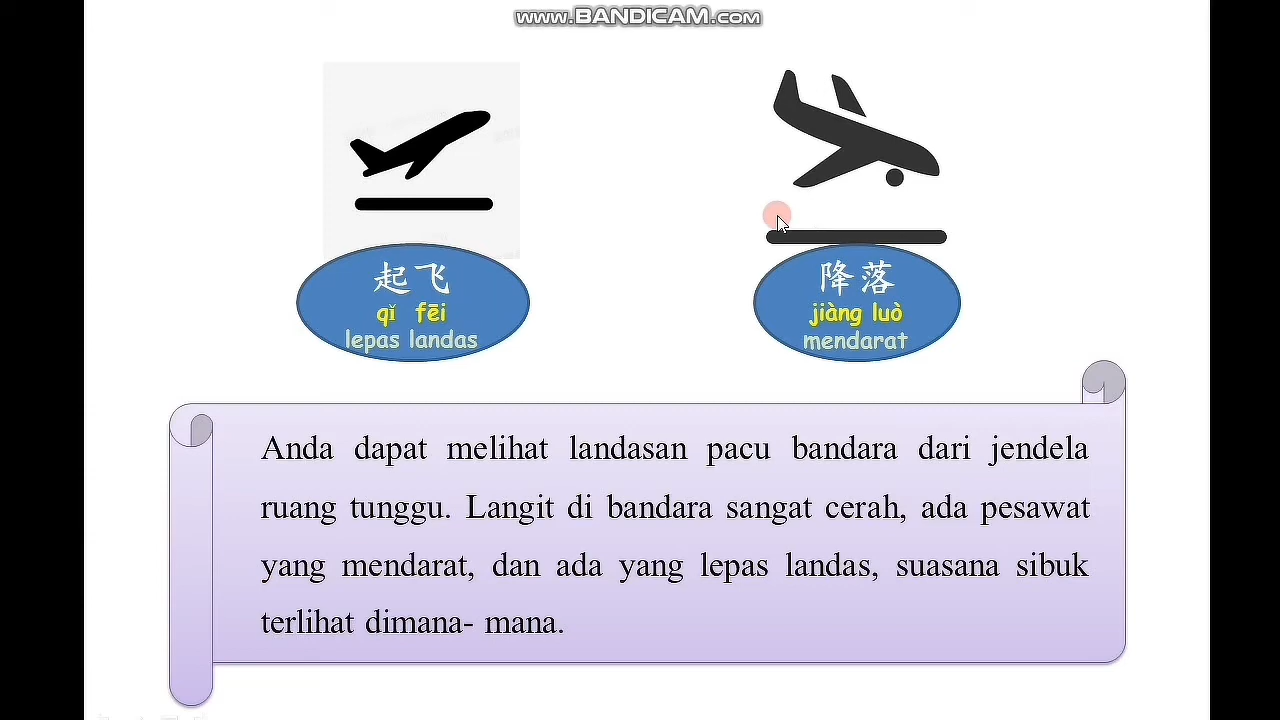 www.BANDICAM.com
起飞
qǐ fēi
lepas landas
降落
jiàng luò
mendarat
Anda dapat melihat landasan pacu bandara dari jendela
ruang tunggu. Langit di bandara sangat cerah, ada pesawat
yang mendarat, dan ada yang lepas landas, suasana sibuk
terlihat dimana- mana.